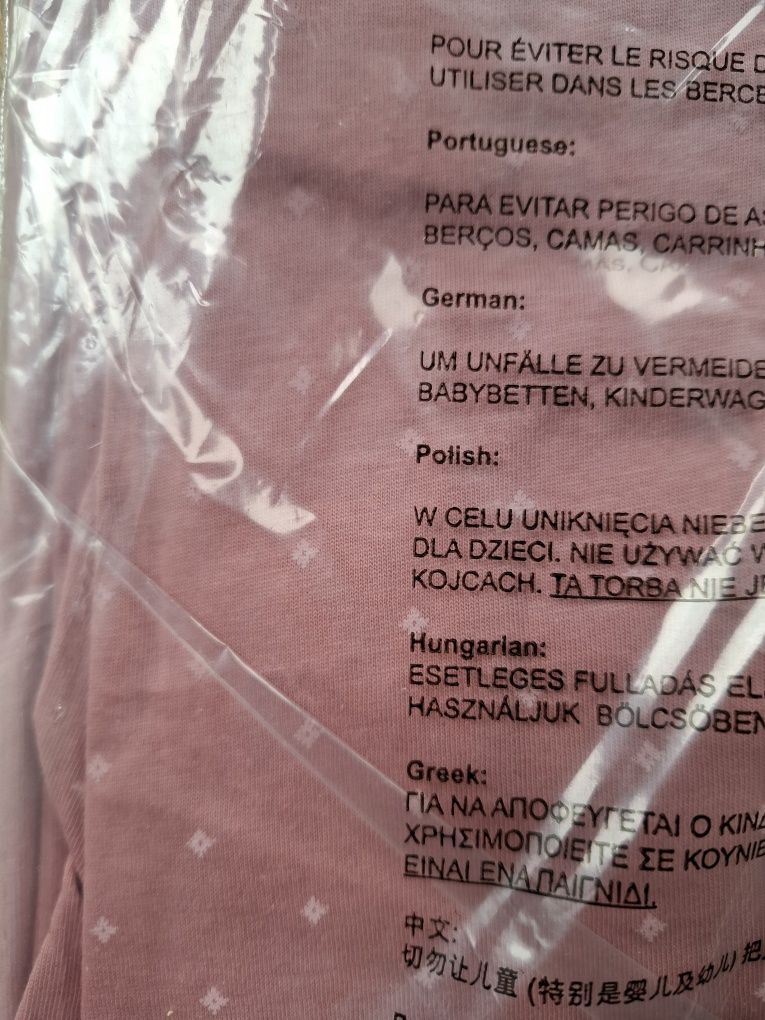 POUR ÉVITER LE RISQUE
UTILISER DANS LES BERCE
Portuguese:
PARA EVITAR PERIGO DE
BERÇOS, CAMAS, CARRINH
German:
UM UNFÄLLE ZU VERMEIDE
BABYBETTEN, KINDERWAG
Polish:
W CELU UNIKNIĘCIA NIEBE
DLA DZIECI. NIE UŻYWAĆ W
KOJCACH. TA TORBA NIE
Hungarian:
ESETLEGES FULLADÁS EL
HASZNÁLJUK BÖLCSÖBEN
Greek:
ΓΙΑ ΝΑ ΑΠΟΦΕΥΓΕΤΑΙ Ο ΚΙΝΔ
ΧΡΗΣΙΜΟΠΟΙΕΙΤΕ ΣΕ ΚΟΥΝΙΕ
ΕΙΝΑΙ ΕΝΑ ΠΑΙΓΝΙΔΙ.
中文:
切勿让儿童 (特别是婴儿及幼儿) 把